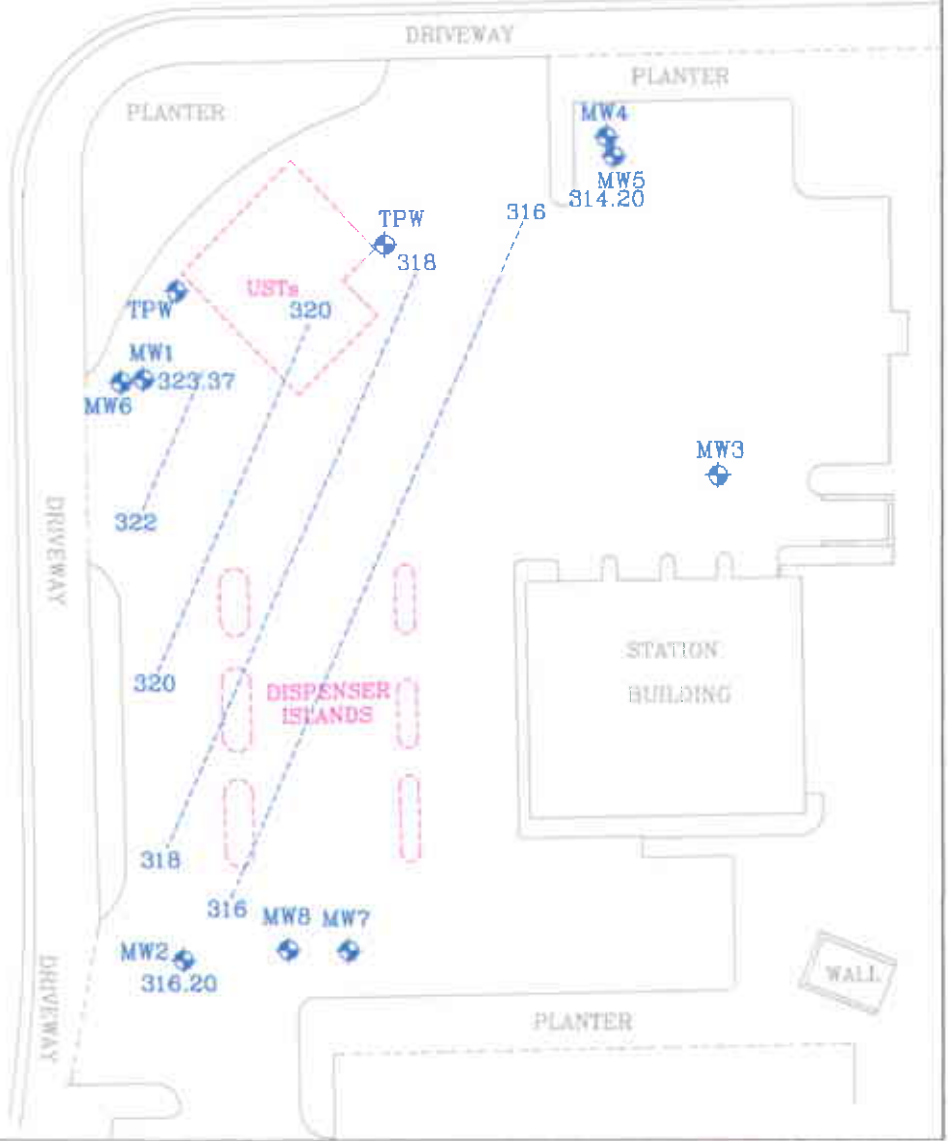 DRIVEWAY
PLANTER
PLANTER
MW4
MW5
314.20
316
TPW
318
USTs
320
TPW
MW1
323.37
MW6
MW3
322
DRIVEWAY
STATION
BUILDING
320
DISPENSER
ISLANDS
318
316
MW8
MW7
MW2
316.20
WALL
DRIVEWAY
PLANTER